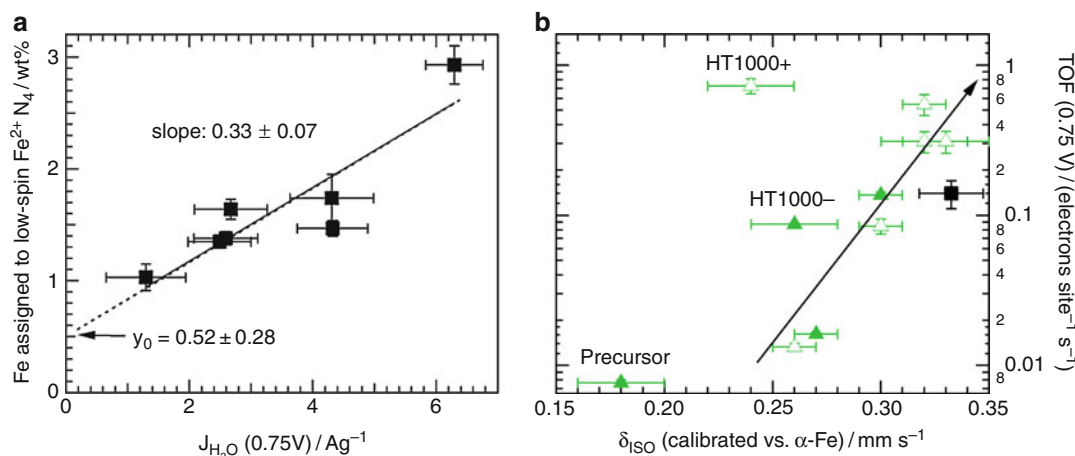 a
Fe assigned to low-spin Fe²⁺ N₄ / wt%
3
2
1
0
slope: 0.33 ± 0.07
y₀ = 0.52 ± 0.28
0 2 4 6
J_H₂O (0.75V) / Ag⁻¹
b
HT1000+
HT1000–
Precursor
0.15 0.20 0.25 0.30 0.35
δ_ISO (calibrated vs. α-Fe) / mm s⁻¹
1
8
6
4
2
0.1
8
6
4
2
0.01
8
TOF (0.75 V) / (electrons site⁻¹ s⁻¹)